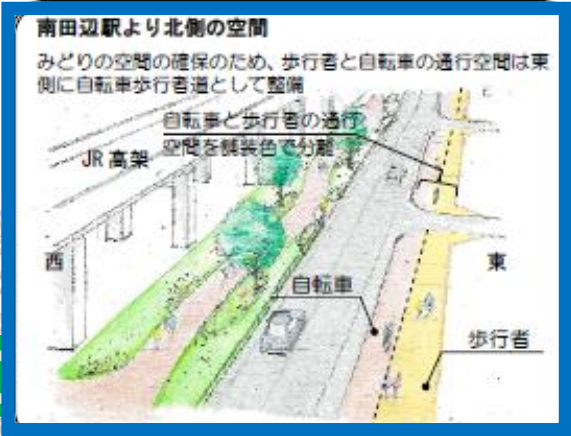 南田辺駅より北側の空間
みどりの空間の確保のため、歩行者と自転車の通行空間は東
側に自転車歩行者道として整備
自転車と歩行者の通行
空間を舗装色で分離
JR 高架
西
東
自転車
歩行者